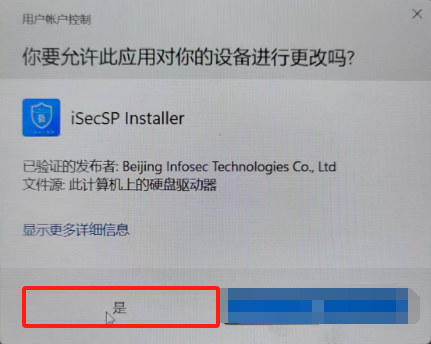 用户帐户控制
你要允许此应用对你的设备进行更改吗?
iSecSP Installer
已验证的发布者: Beijing Infosec Technologies Co., Ltd
文件源: 此计算机上的硬盘驱动器
显示更多详细信息
是